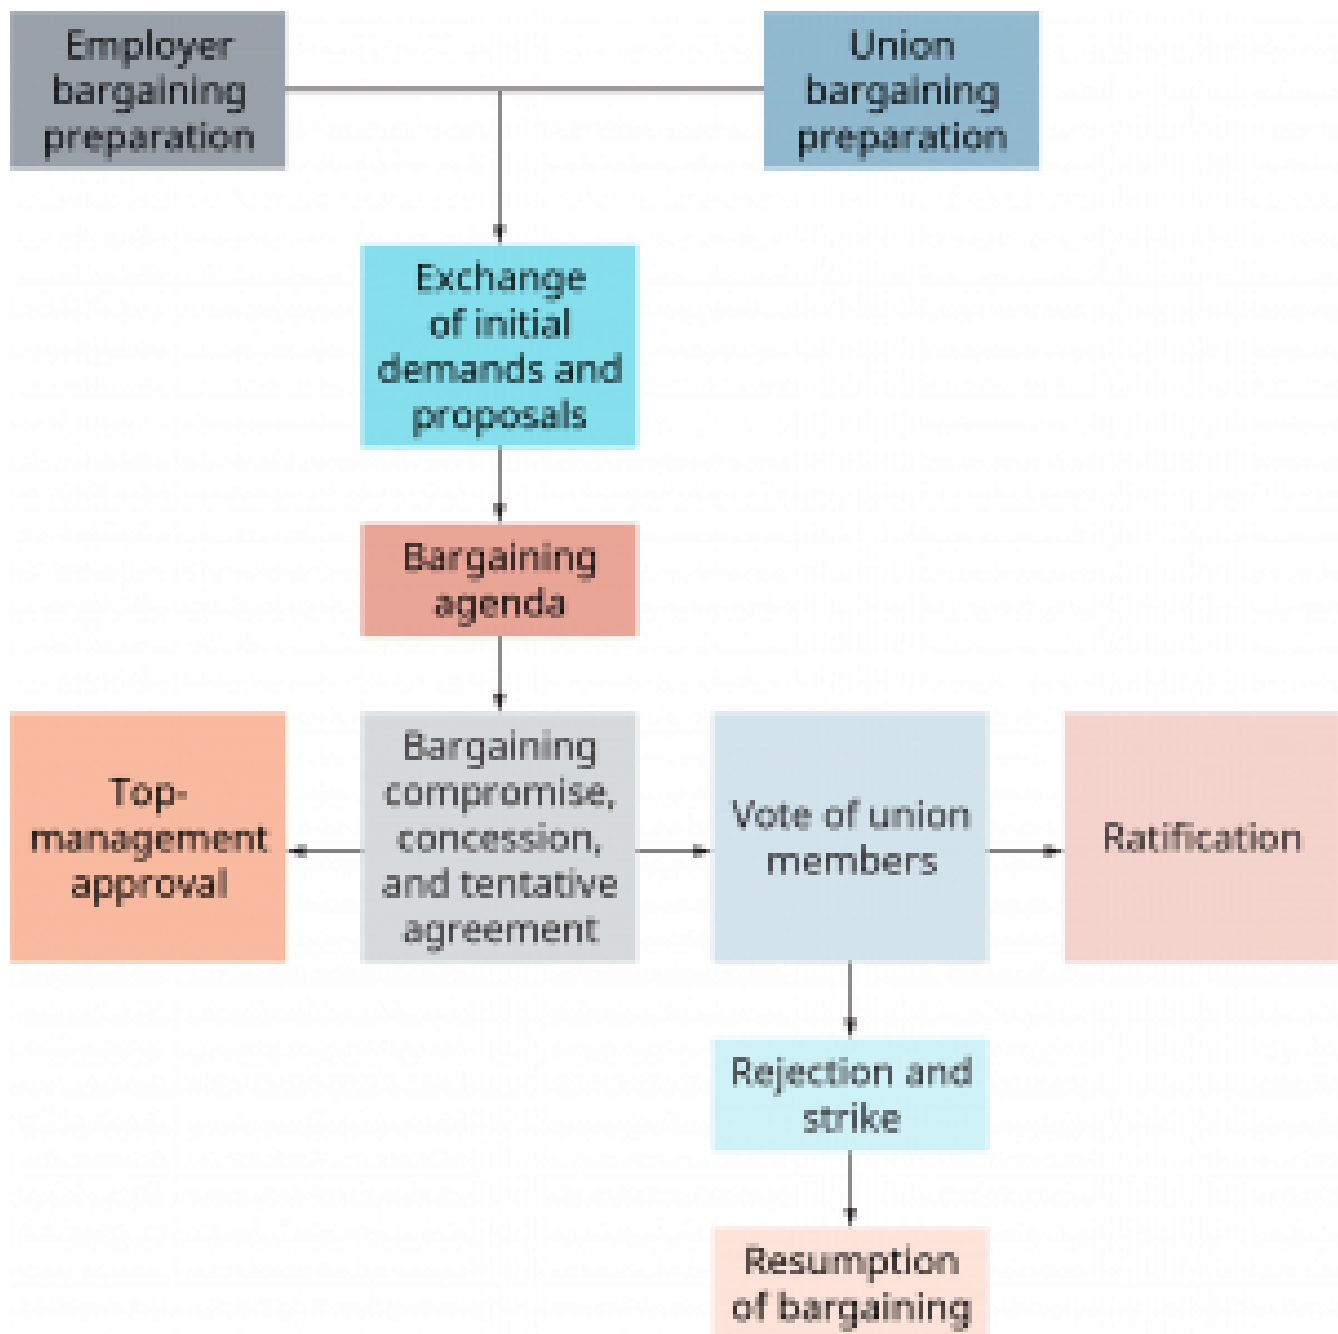 Employer
bargaining
preparation
Union
bargaining
preparation
Exchange
of initial
demands and
proposals
Bargaining
agenda
Top-
management
approval
Bargaining
compromise,
concession,
and tentative
agreement
Vote of union
members
Ratification
Rejection and
strike
Resumption
of bargaining